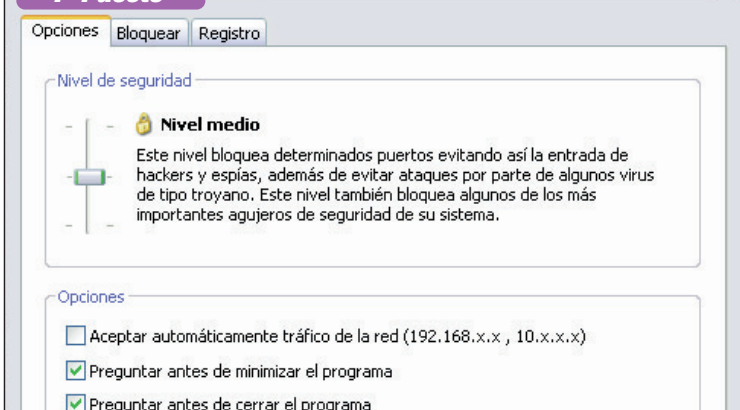 Opciones Bloquear Registro
Nivel de seguridad
Nivel medio
Este nivel bloquea determinados puertos evitando así la entrada de
hackers y espías, además de evitar ataques por parte de algunos virus
de tipo troyano. Este nivel también bloquea algunos de los más
importantes agujeros de seguridad de su sistema.
Opciones
Aceptar automáticamente tráfico de la red (192.168.x.x , 10.x.x.x)
Preguntar antes de minimizar el programa
Preguntar antes de cerrar el programa